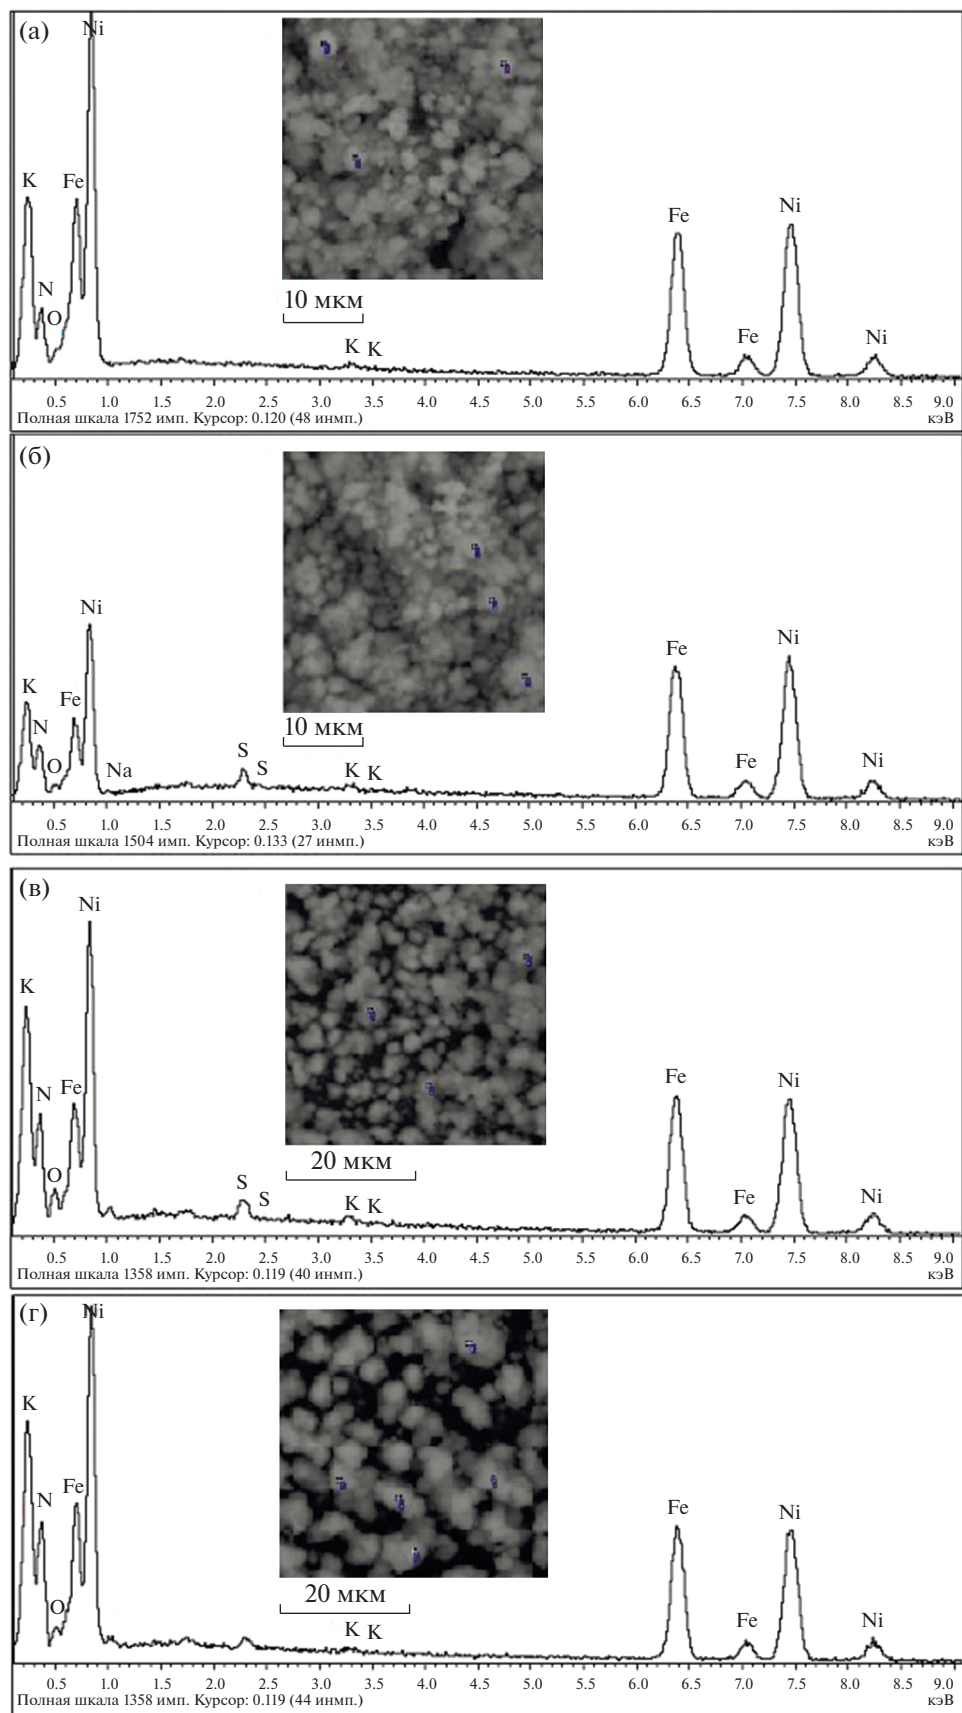 (а)
Ni
K
Fe
N
O
10 мкм
K K
Fe
Fe
Ni
Ni
0.5 1.0 1.5 2.0 2.5 3.0 3.5 4.0 4.5 5.0 5.5 6.0 6.5 7.0 7.5 8.0 8.5 9.0
Полная шкала 1752 имп. Курсор: 0.120 (48 инмп.) кэВ
(б)
Ni
K
Fe
N
O
Na
S
S
10 мкм
K K
Fe
Fe
Ni
Ni
0.5 1.0 1.5 2.0 2.5 3.0 3.5 4.0 4.5 5.0 5.5 6.0 6.5 7.0 7.5 8.0 8.5 9.0
Полная шкала 1504 имп. Курсор: 0.133 (27 инмп.) кэВ
(в)
Ni
K
N
Fe
O
S
S
20 мкм
K K
Fe
Fe
Ni
Ni
0.5 1.0 1.5 2.0 2.5 3.0 3.5 4.0 4.5 5.0 5.5 6.0 6.5 7.0 7.5 8.0 8.5 9.0
Полная шкала 1358 имп. Курсор: 0.119 (40 инмп.) кэВ
(г)
Ni
K
N
Fe
O
20 мкм
K K
Fe
Fe
Ni
Ni
0.5 1.0 1.5 2.0 2.5 3.0 3.5 4.0 4.5 5.0 5.5 6.0 6.5 7.0 7.5 8.0 8.5 9.0
Полная шкала 1358 имп. Курсор: 0.119 (44 инмп.) кэВ